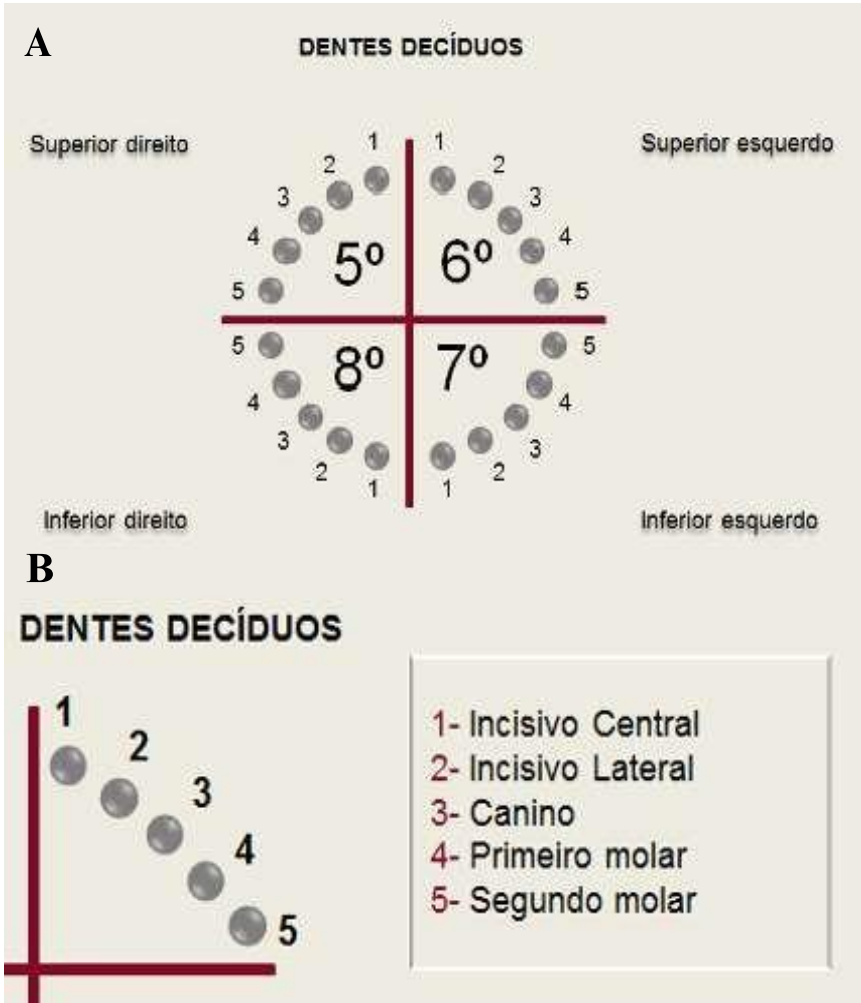 A
DENTES DECÍDUOS
Superior direito
Superior esquerdo
1 1
2 2
3 3
4 4
5º 6º
5 5
5 5
8º 7º
4 4
3 3
2 2
1 1
Inferior direito
Inferior esquerdo
B
DENTES DECÍDUOS
1
2
3
4
5
1- Incisivo Central
2- Incisivo Lateral
3- Canino
4- Primeiro molar
5- Segundo molar